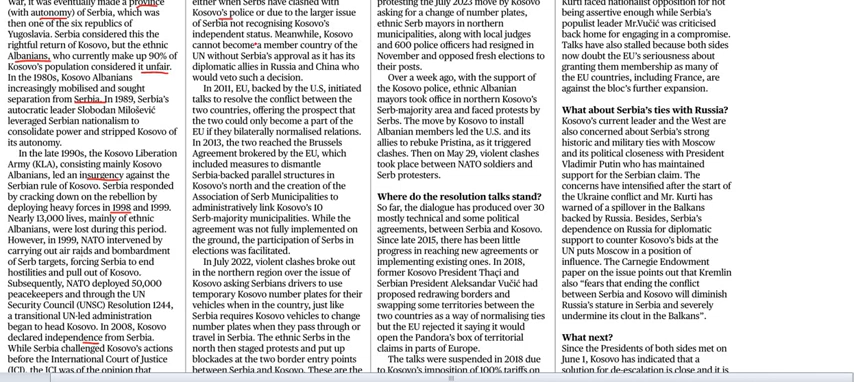 War, it was eventually made a province
(with autonomy) of Serbia, which was
then one of the six republics of
Yugoslavia. Serbia considered this the
rightful return of Kosovo, but the ethnic
Albanians, who currently make up 90% of
Kosovo's population considered it unfair.
In the 1980s, Kosovo Albanians
increasingly mobilised and sought
separation from Serbia. In 1989, Serbia's
autocratic leader Slobodan Milošević
leveraged Serbian nationalism to
consolidate power and stripped Kosovo of
its autonomy.
In the late 1990s, the Kosovo Liberation
Army (KLA), consisting mainly Kosovo
Albanians, led an insurgency against the
Serbian rule of Kosovo. Serbia responded
by cracking down on the rebellion by
deploying heavy forces in 1998 and 1999.
Nearly 13,000 lives, mainly of ethnic
Albanians, were lost during this period.
However, in 1999, NATO intervened by
carrying out air raids and bombardment
of Serb targets, forcing Serbia to end
hostilities and pull out of Kosovo.
Subsequently, NATO deployed 50,000
peacekeepers and through the UN
Security Council (UNSC) Resolution 1244,
a transitional UN-led administration
began to head Kosovo. In 2008, Kosovo
declared independence from Serbia.
While Serbia challenged Kosovo's actions
before the International Court of Justice
(ICJ), the ICJ was of the opinion that
either when Serbs have clashed with
Kosovo's police or due to the larger issue
of Serbia not recognising Kosovo's
independent status. Meanwhile, Kosovo
cannot become a member country of the
UN without Serbia's approval as it has its
diplomatic allies in Russia and China who
would veto such a decision.
In 2011, EU, backed by the U.S, initiated
talks to resolve the conflict between the
two countries, offering the prospect that
the two could only become a part of the
EU if they bilaterally normalised relations.
In 2013, the two reached the Brussels
Agreement brokered by the EU, which
included measures to dismantle
Serbia-backed parallel structures in
Kosovo's north and the creation of the
Association of Serb Municipalities to
administratively link Kosovo's 10
Serb-majority municipalities. While the
agreement was not fully implemented on
the ground, the participation of Serbs in
elections was facilitated.
In July 2022, violent clashes broke out
in the northern region over the issue of
Kosovo asking Serbians drivers to use
temporary Kosovo number plates for their
vehicles when in the country, just like
Serbia requires Kosovo vehicles to change
number plates when they pass through or
travel in Serbia. The ethnic Serbs in the
north then staged protests and put up
blockades at the two border entry points
between Serbia and Kosovo. These are the
protesting the July 2023 move by Kosovo
asking for a change of number plates,
ethnic Serb mayors in northern
municipalities, along with local judges
and 600 police officers had resigned in
November and opposed fresh elections to
their posts.
Over a week ago, with the support of
the Kosovo police, ethnic Albanian
mayors took office in northern Kosovo's
Serb-majority area and faced protests by
Serbs. The move by Kosovo to install
Albanian members led the U.S. and its
allies to rebuke Pristina, as it triggered
clashes. Then on May 29, violent clashes
took place between NATO soldiers and
Serb protesters.
Where do the resolution talks stand?
So far, the dialogue has produced over 30
mostly technical and some political
agreements, between Serbia and Kosovo.
Since late 2015, there has been little
progress in reaching new agreements or
implementing existing ones. In 2018,
former Kosovo President Thaçi and
Serbian President Aleksandar Vučić had
proposed redrawing borders and
swapping some territories between the
two countries as a way of normalising ties
but the EU rejected it saying it would
open the Pandora's box of territorial
claims in parts of Europe.
The talks were suspended in 2018 due
to Kosovo's imposition of 100% tariffs on
Kurti faced nationalist opposition for not
being assertive enough while Serbia's
populist leader Mr.Vučić was criticised
back home for engaging in a compromise.
Talks have also stalled because both sides
now doubt the EU's seriousness about
granting them membership as many of
the EU countries, including France, are
against the bloc's further expansion.
What about Serbia's ties with Russia?
Kosovo's current leader and the West are
also concerned about Serbia's strong
historic and military ties with Moscow
and its political closeness with President
Vladimir Putin who has maintained
support for the Serbian claim. The
concerns have intensified after the start of
the Ukraine conflict and Mr. Kurti has
warned of a spillover in the Balkans
backed by Russia. Besides, Serbia's
dependence on Russia for diplomatic
support to counter Kosovo's bids at the
UN puts Moscow in a position of
influence. The Carnegie Endowment
paper on the issue points out that Kremlin
also “fears that ending the conflict
between Serbia and Kosovo will diminish
Russia's stature in Serbia and severely
undermine its clout in the Balkans”.
What next?
Since the Presidents of both sides met on
June 1, Kosovo has indicated that a
solution for de-escalation is close and it is